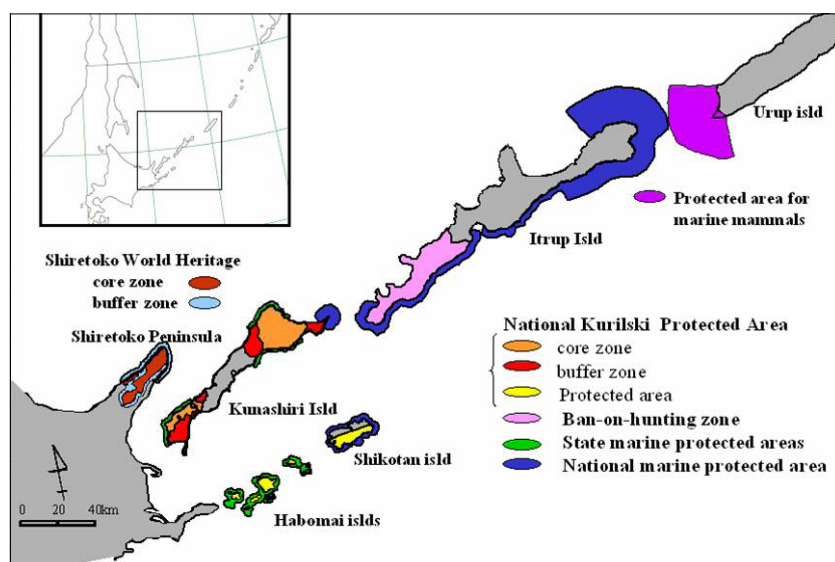 Urup isld
Protected area for
marine mammals
Itrup Isld
Shiretoko World Heritage
core zone
buffer zone
Shiretoko Peninsula
National Kurilski Protected Area
core zone
buffer zone
Protected area
Ban-on-hunting zone
State marine protected areas
National marine protected area
Kunashiri Isld
Shikotan isld
Habomai islds
0 20 40km